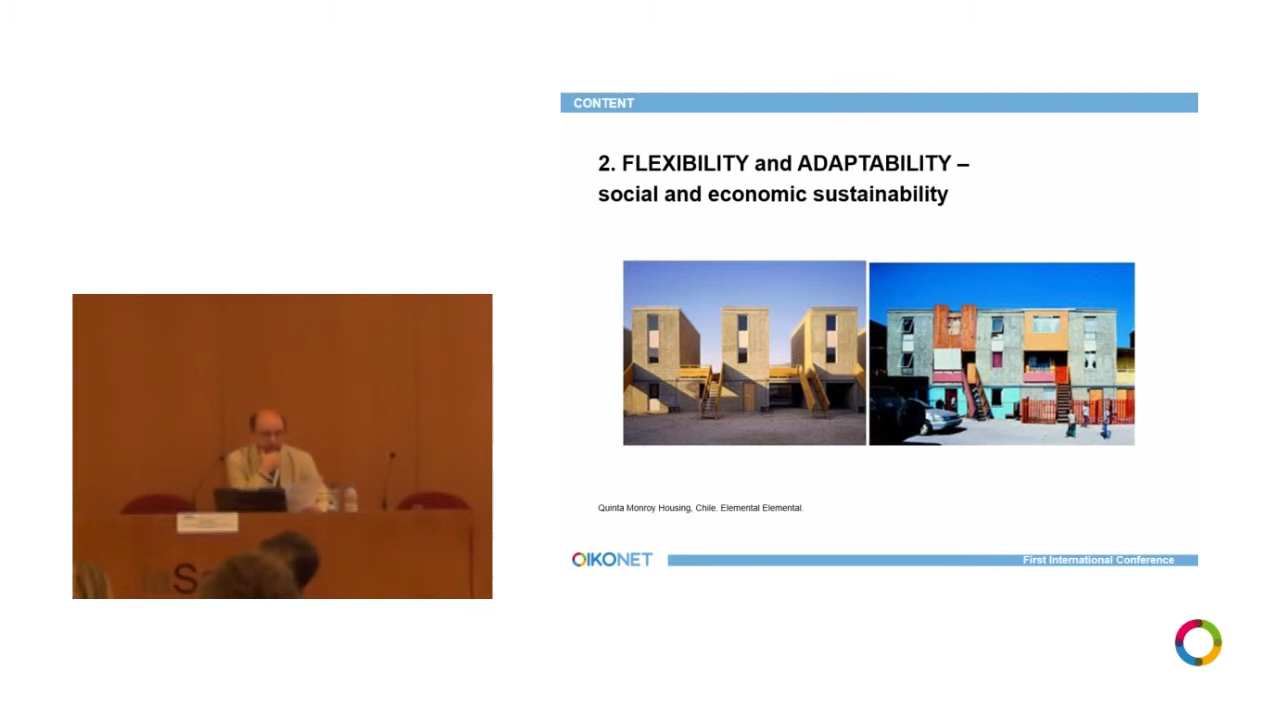 CONTENT
2. FLEXIBILITY and ADAPTABILITY –
social and economic sustainability
Quinta Monroy Housing, Chile. Elemental Elemental.
OIKONET
First International Conference